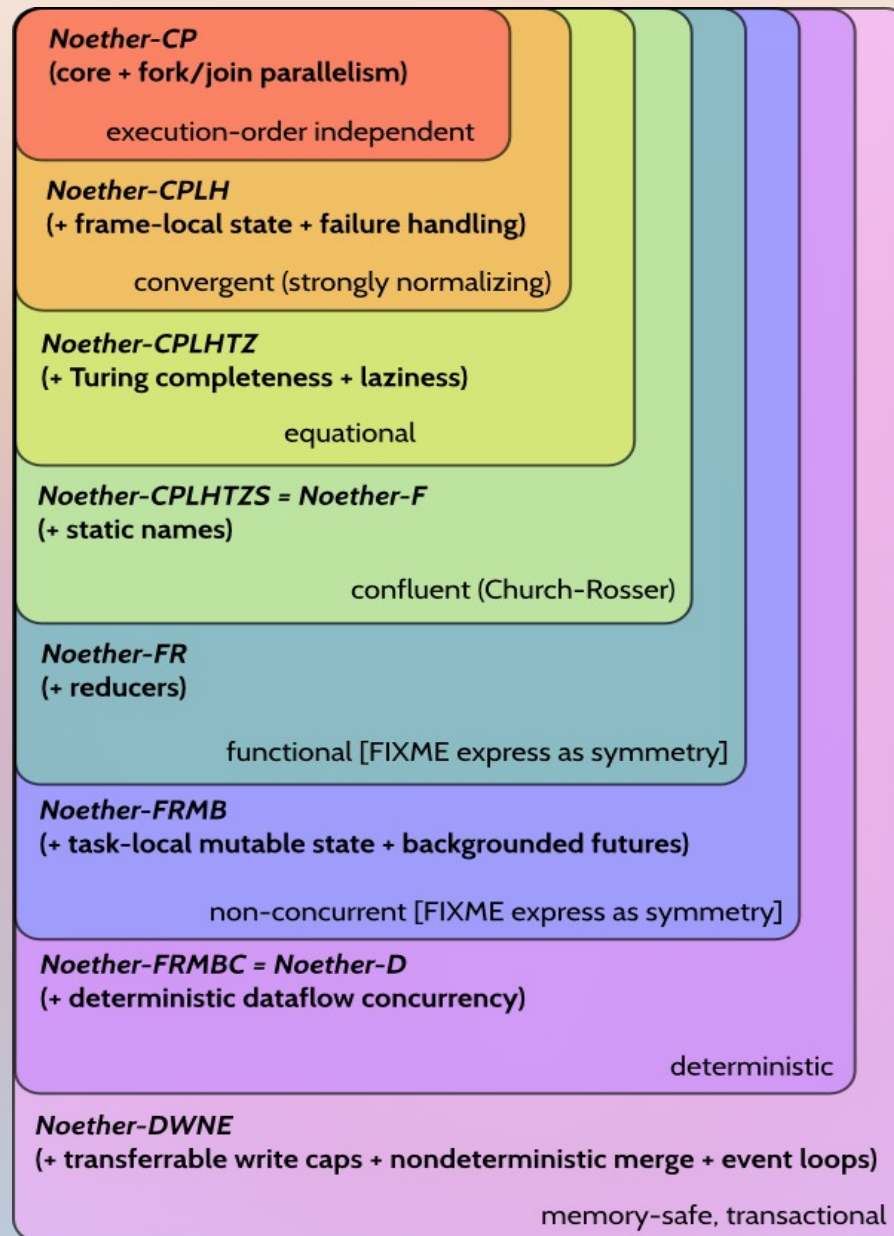 Noether-CP
(core + fork/join parallelism)
execution-order independent
Noether-CPLH
(+ frame-local state + failure handling)
convergent (strongly normalizing)
Noether-CPLHTZ
(+ Turing completeness + laziness)
equational
Noether-CPLHTZS = Noether-F
(+ static names)
confluent (Church-Rosser)
Noether-FR
(+ reducers)
functional [FIXME express as symmetry]
Noether-FRMB
(+ task-local mutable state + backgrounded futures)
non-concurrent [FIXME express as symmetry]
Noether-FRMBC = Noether-D
(+ deterministic dataflow concurrency)
deterministic
Noether-DWNE
(+ transferrable write caps + nondeterministic merge + event loops)
memory-safe, transactional